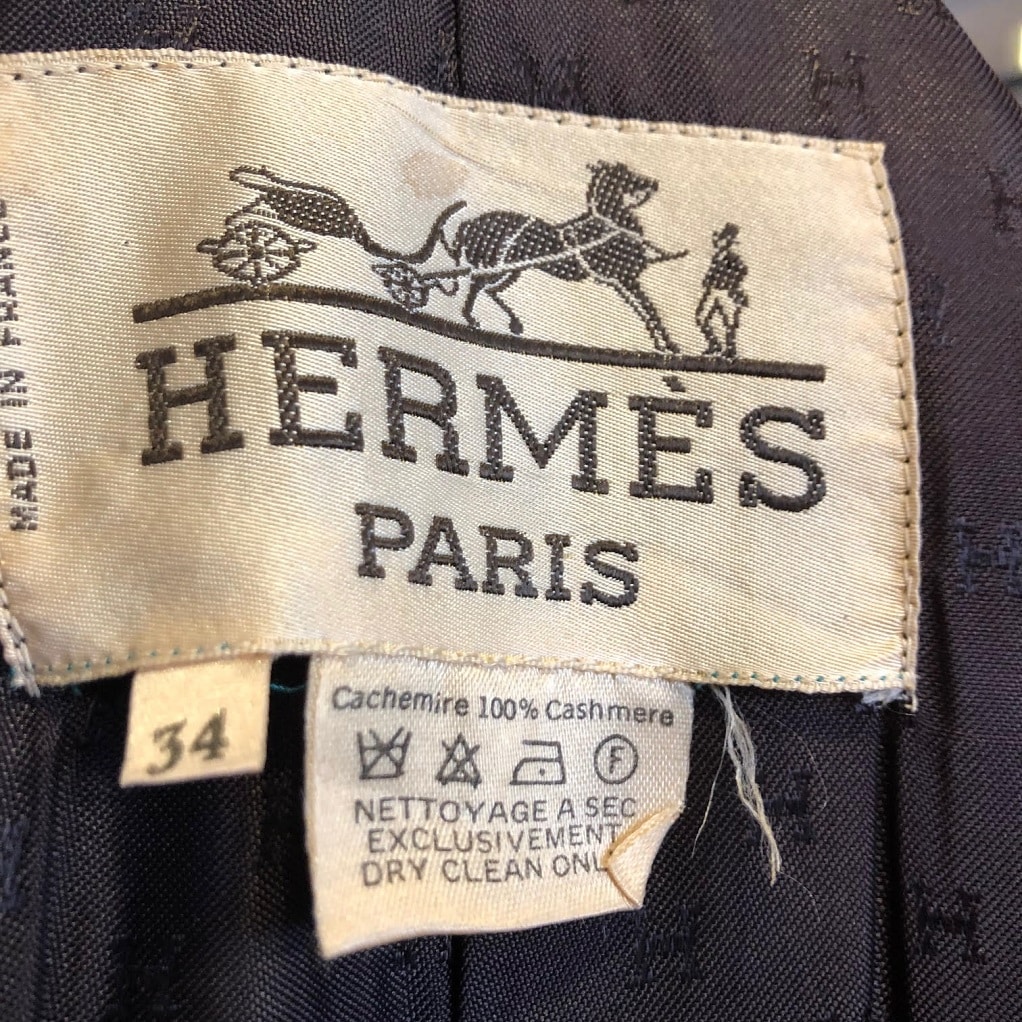 MADE IN FRANCE
HERMÈS
PARIS
34
Cachemire 100% Cashmere
F
NETTOYAGE A SEC
EXCLUSIVEMENT
DRY CLEAN ONL